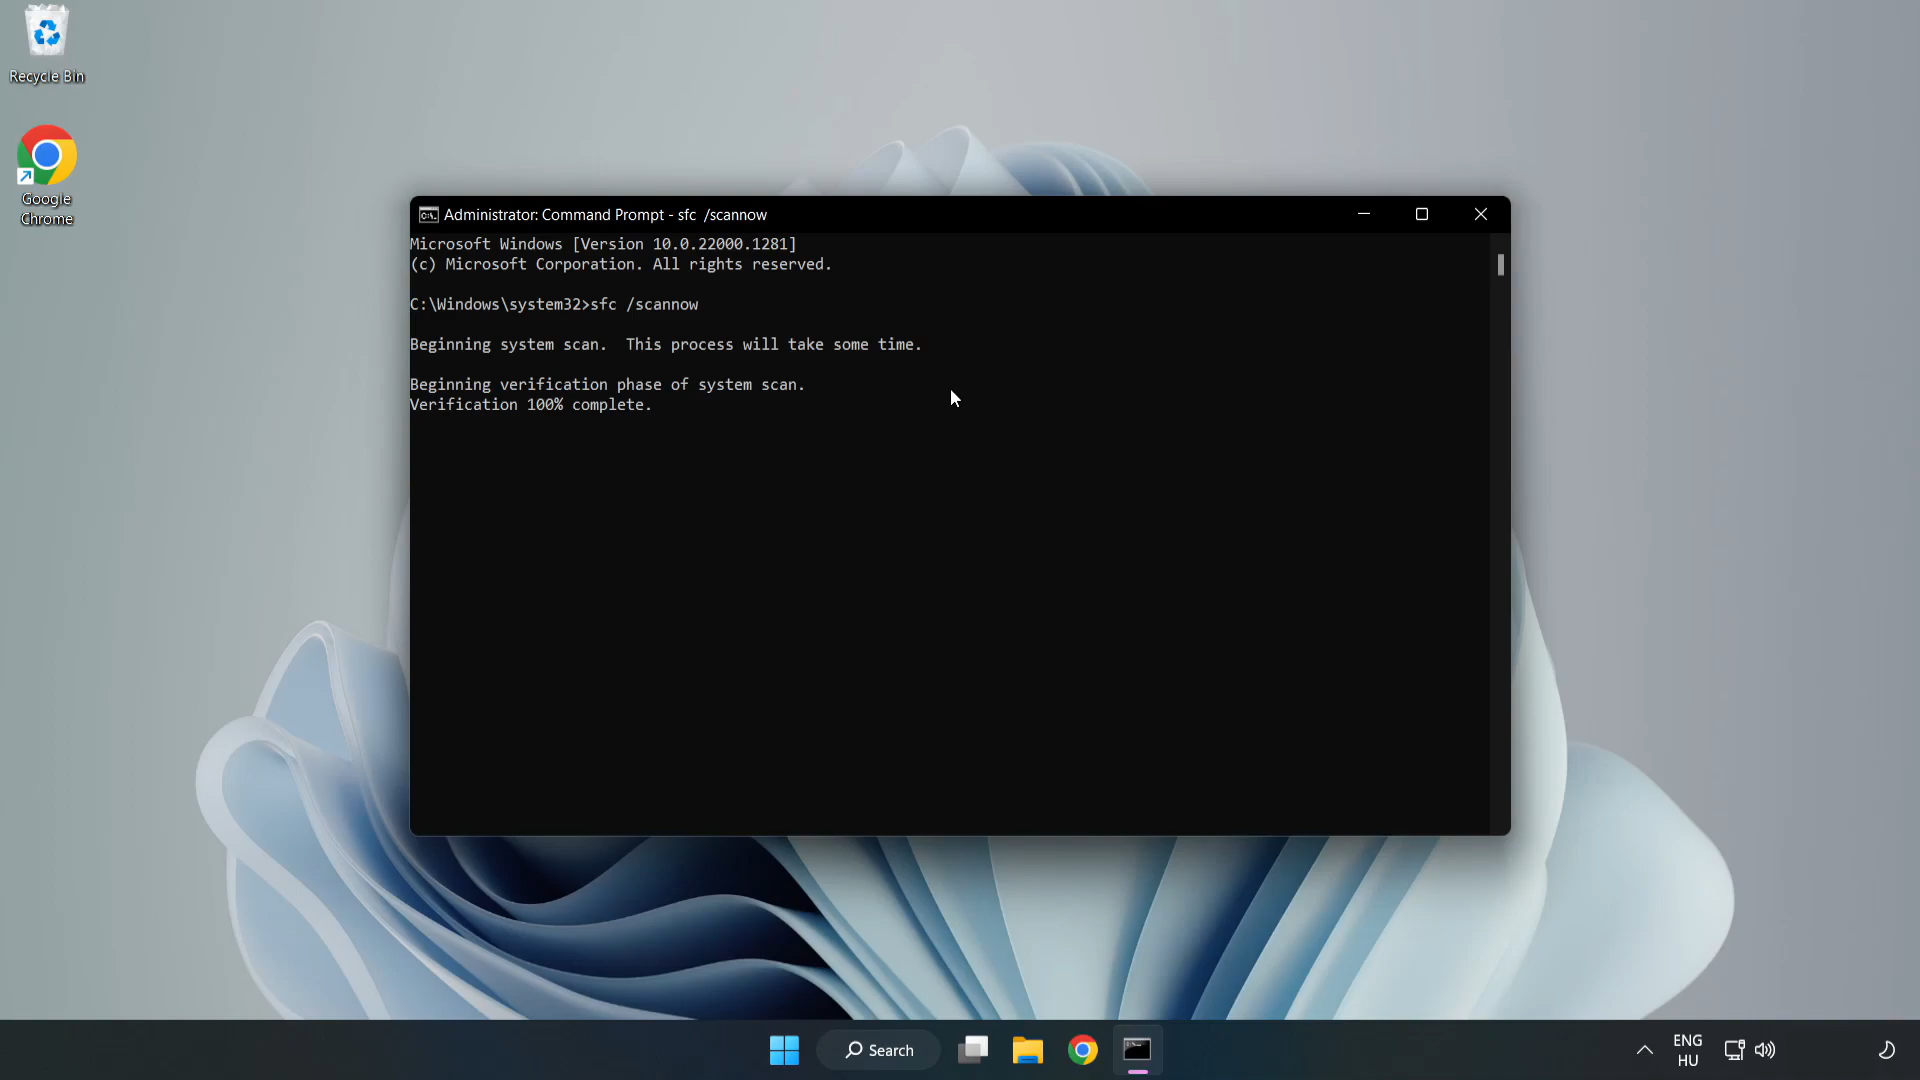 Recycle Bin
Google
Chrome
Administrator: Command Prompt - sfc  /scannow
Microsoft Windows [Version 10.0.22000.1281]
(c) Microsoft Corporation. All rights reserved.
C:\Windows\system32>sfc /scannow
Beginning system scan.  This process will take some time.
Beginning verification phase of system scan.
Verification 100% complete.
Search
ENG
HU